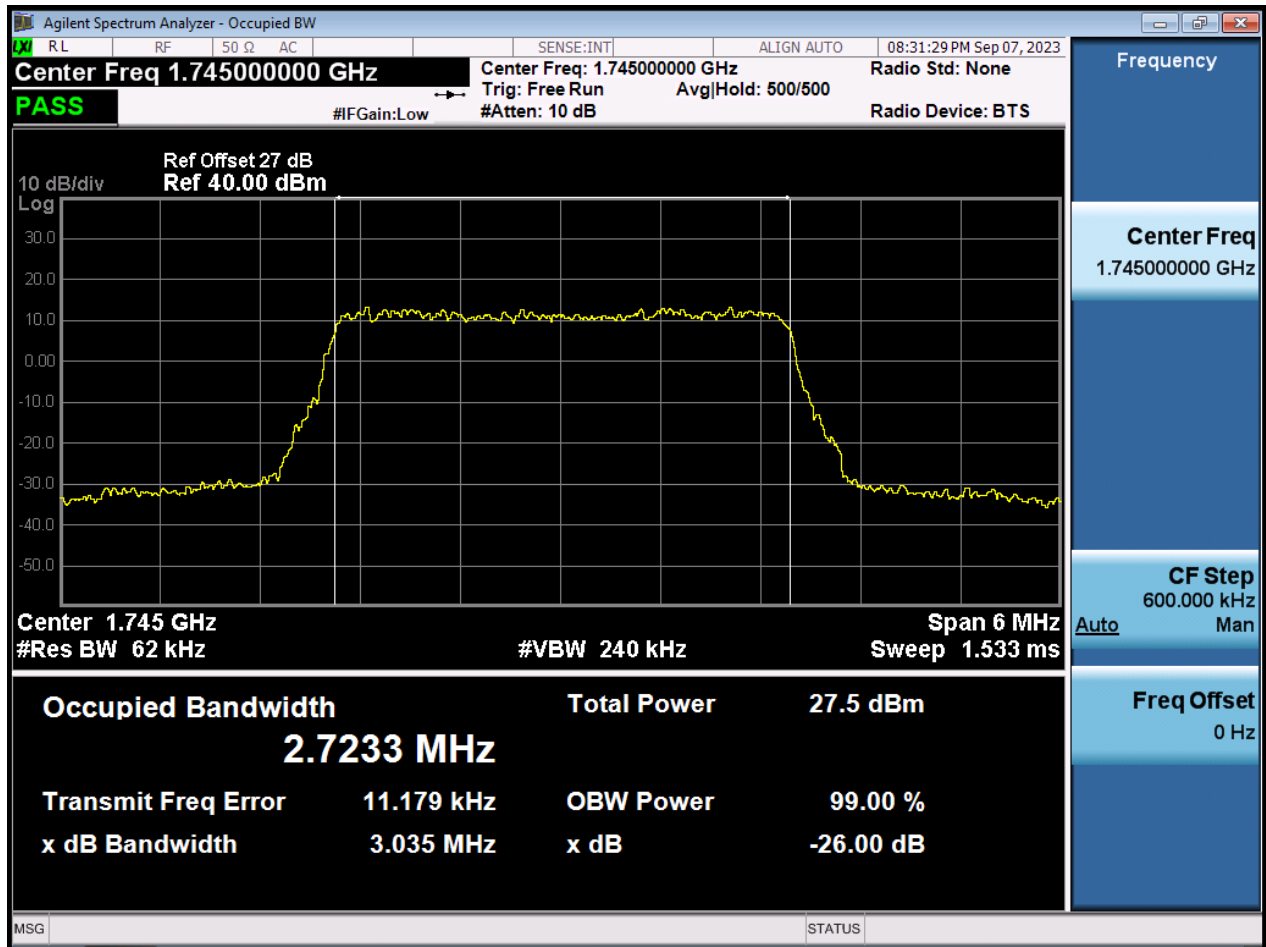 Agilent Spectrum Analyzer - Occupied BW
LXI RL RF 50 Ω AC SENSE:INT ALIGN AUTO 08:31:29 PM Sep 07, 2023
Center Freq 1.745000000 GHz
PASS
#IFGain:Low
Center Freq: 1.745000000 GHz
Trig: Free Run Avg|Hold: 500/500
#Atten: 10 dB
Radio Std: None
Radio Device: BTS
Ref Offset 27 dB
10 dB/div Ref 40.00 dBm
Log
30.0
20.0
10.0
0.00
-10.0
-20.0
-30.0
-40.0
-50.0
Center 1.745 GHz Span 6 MHz
#Res BW 62 kHz #VBW 240 kHz Sweep 1.533 ms
Occupied Bandwidth Total Power 27.5 dBm
2.7233 MHz
Transmit Freq Error 11.179 kHz OBW Power 99.00 %
x dB Bandwidth 3.035 MHz x dB -26.00 dB
MSG STATUS
Frequency
Center Freq
1.745000000 GHz
CF Step
600.000 kHz
Auto Man
Freq Offset
0 Hz